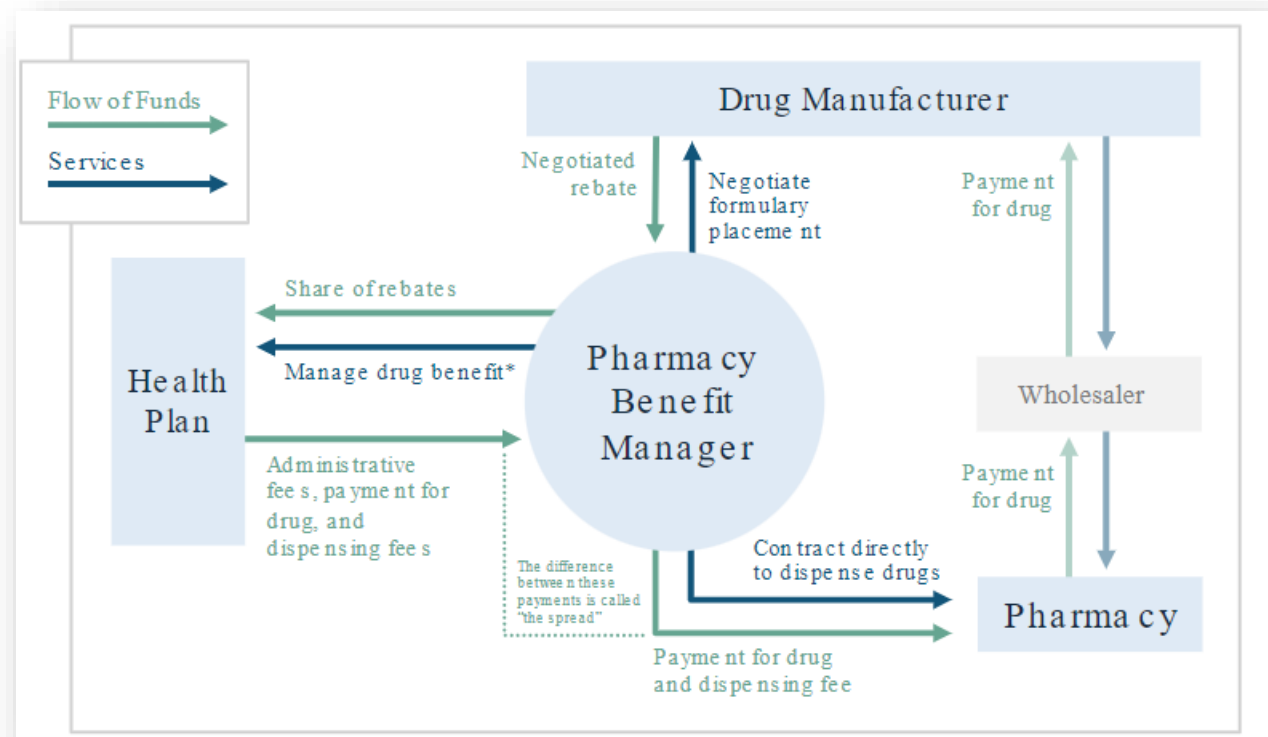 Flow of Funds
Services
Drug Manufacturer
Negotiated
rebate
Negotiate
formulary
placement
Payment
for drug
Share of rebates
Manage drug benefit*
Health
Plan
Pharmacy
Benefit
Manager
Wholesaler
Administrative
fees, payment for
drug, and
dispensing fees
Payment
for drug
The difference
between these
payments is called
"the spread"
Contract directly
to dispense drugs
Pharmacy
Payment for drug
and dispensing fee